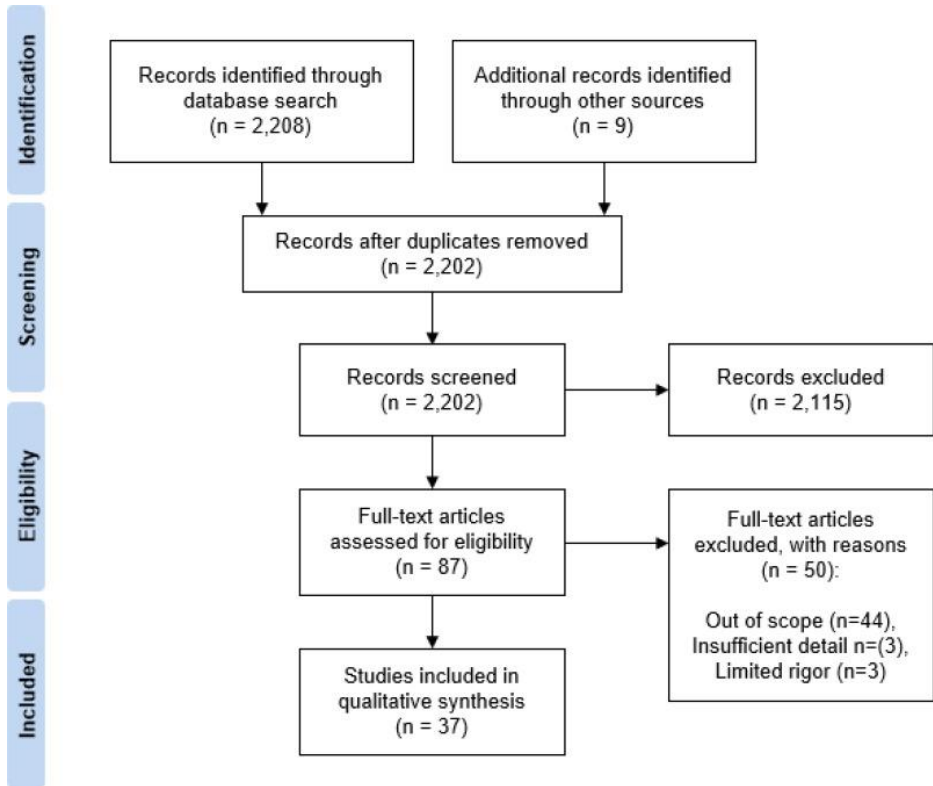 Identification
Records identified through
database search
(n = 2,208)
Additional records identified
through other sources
(n = 9)
Screening
Records after duplicates removed
(n = 2,202)
Records screened
(n = 2,202)
Records excluded
(n = 2,115)
Eligibility
Full-text articles
assessed for eligibility
(n = 87)
Full-text articles
excluded, with reasons
(n = 50):
Out of scope (n=44),
Insufficient detail n=(3),
Limited rigor (n=3)
Included
Studies included in
qualitative synthesis
(n = 37)